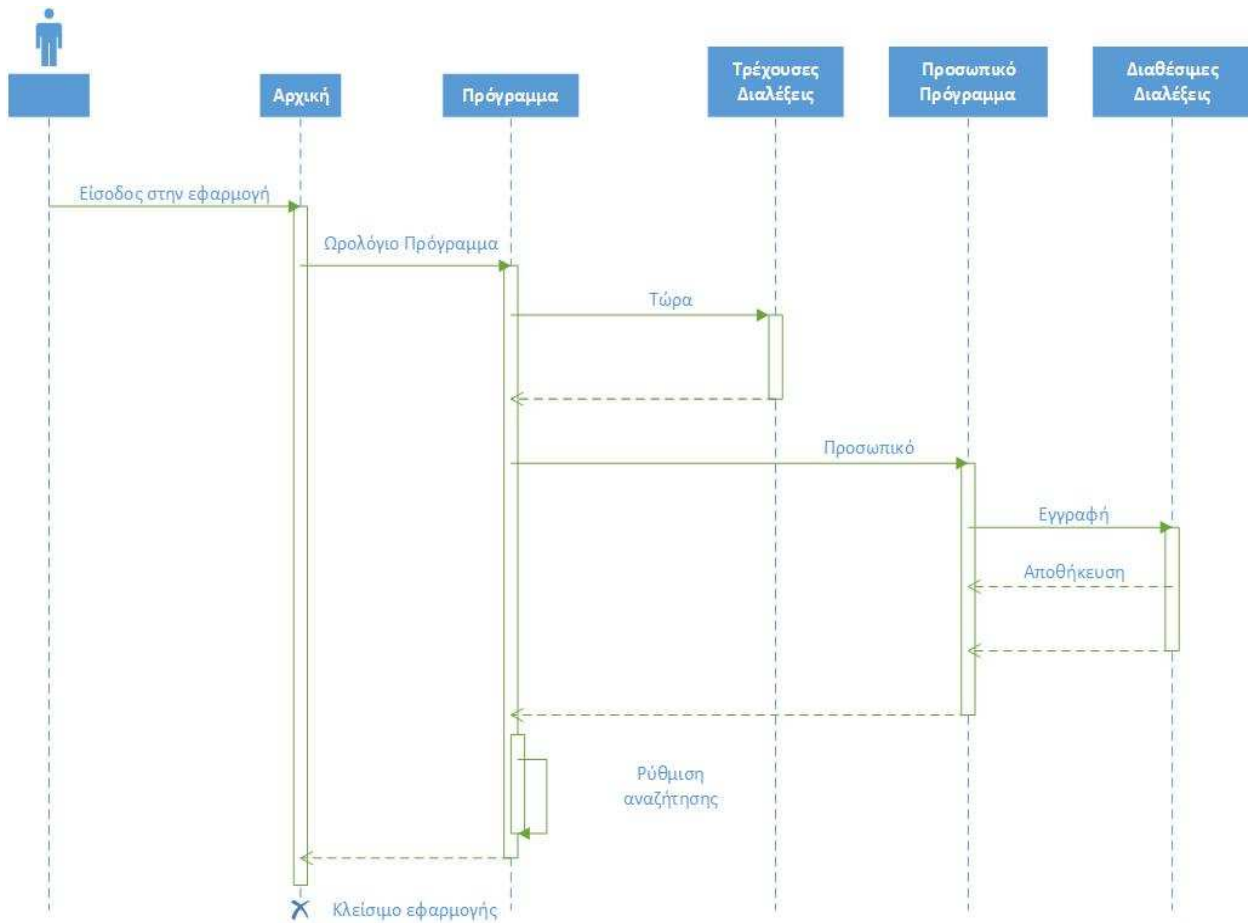 Τρέχουσες
Διαλέξεις
Προσωπικό
Πρόγραμμα
Διαθέσιμες
Διαλέξεις
Αρχική
Πρόγραμμα
Είσοδος στην εφαρμογή
Ωρολόγιο Πρόγραμμα
Τώρα
Προσωπικό
Εγγραφή
Αποθήκευση
Ρύθμιση
αναζήτησης
Κλείσιμο εφαρμογής